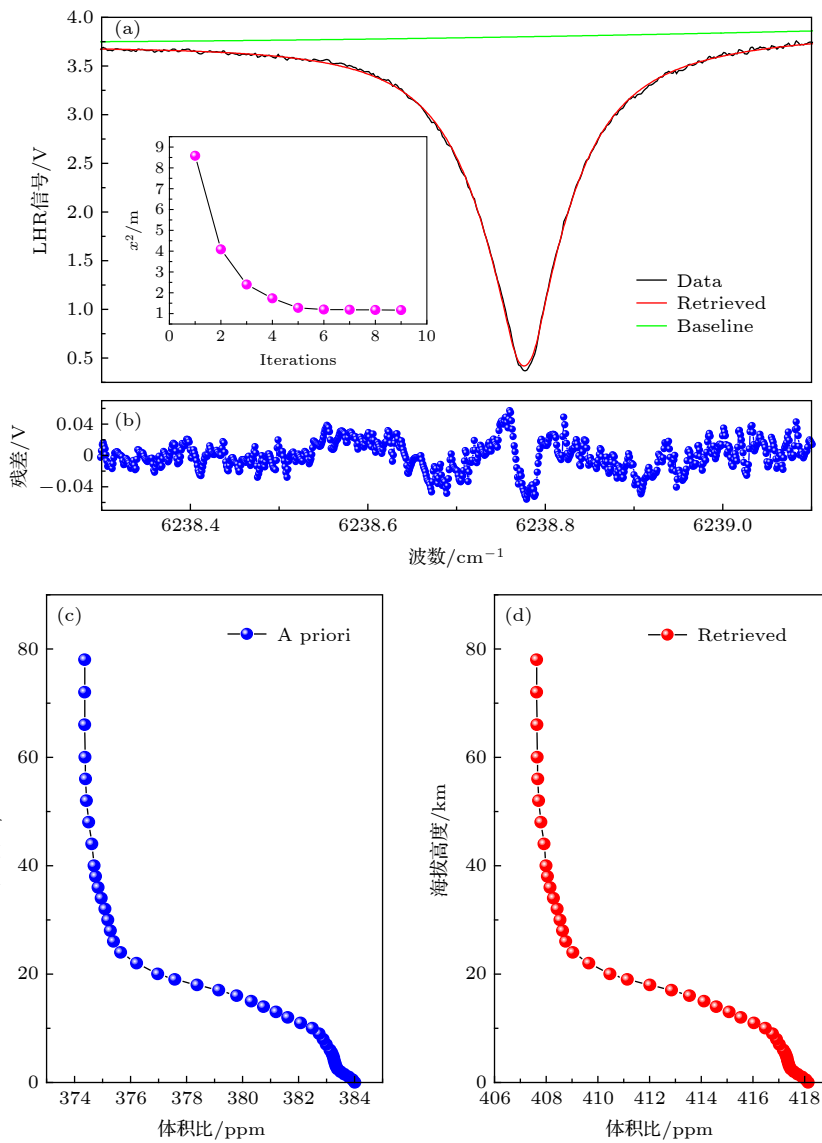 4.0
(a)
3.5
3.0
2.5
2.0
1.5
1.0
0.5
LHR信号/V
9
8
7
6
5
4
3
2
1
x²/m
0 2 4 6 8 10
Iterations
Data
Retrieved
Baseline
(b)
0.04
0
−0.04
残差/V
6238.4 6238.6 6238.8 6239.0
波数/cm⁻¹
(c)
A priori
80
60
40
20
0
374 376 378 380 382 384
体积比/ppm
(d)
Retrieved
80
60
40
20
0
海拔高度/km
406 408 410 412 414 416 418
体积比/ppm